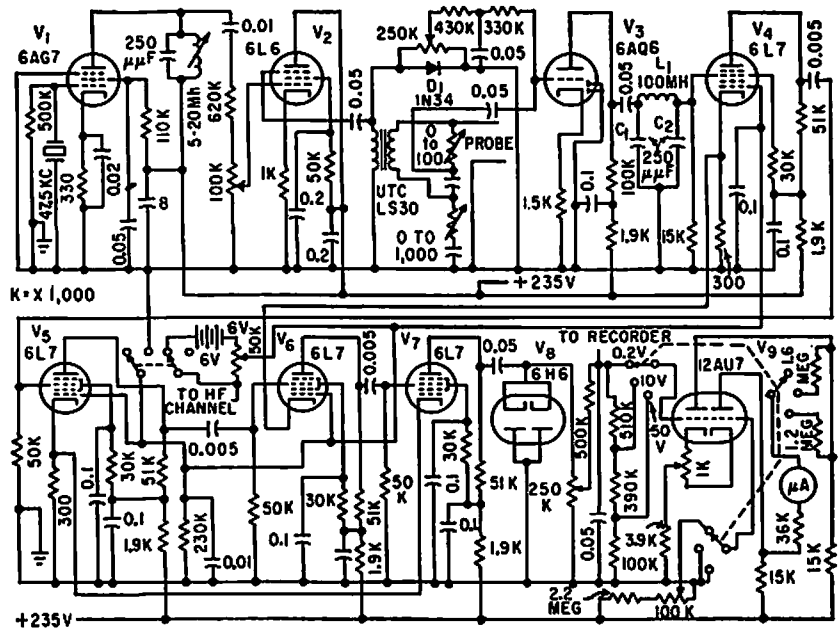 V1
6AG7
250
μμF
0.01
6L6
V2
250K
430K
330K
0.05
V3
6AQ6
L1
100MH
V4
6L7
0.005
500K
47.5KC
330
0.02
0.05
110K
8
5-20Mh
620K
100K
1K
0.2
50K
0.2
0.05
D1
1N34
0.05
0
TO
100
PROBE
UTC
LS30
0 TO
1,000
1.5K
0.05
0.1
100K
1.9K
C1
C2
250
μμF
15K
300
0.1
30K
0.1
51K
1.9K
K = X 1,000
+235V
V5
6L7
6V
6V
50K
TO HF
CHANNEL
V6
6L7
0.005
V7
6L7
0.05
V8
6H6
TO RECORDER
0.2V
10V
50
V
12AU7
V9
1.6
MEG
1.2
MEG
50K
300
0.1
30K
0.1
51K
1.9K
230K
0.01
0.005
50K
0.1
30K
51K
1.9K
50
K
0.1
30K
0.1
51K
1.9K
250
K
500K
0.05
510K
390K
100K
1K
3.9K
2.2
MEG
100K
μA
36K
15K
15K
+235V